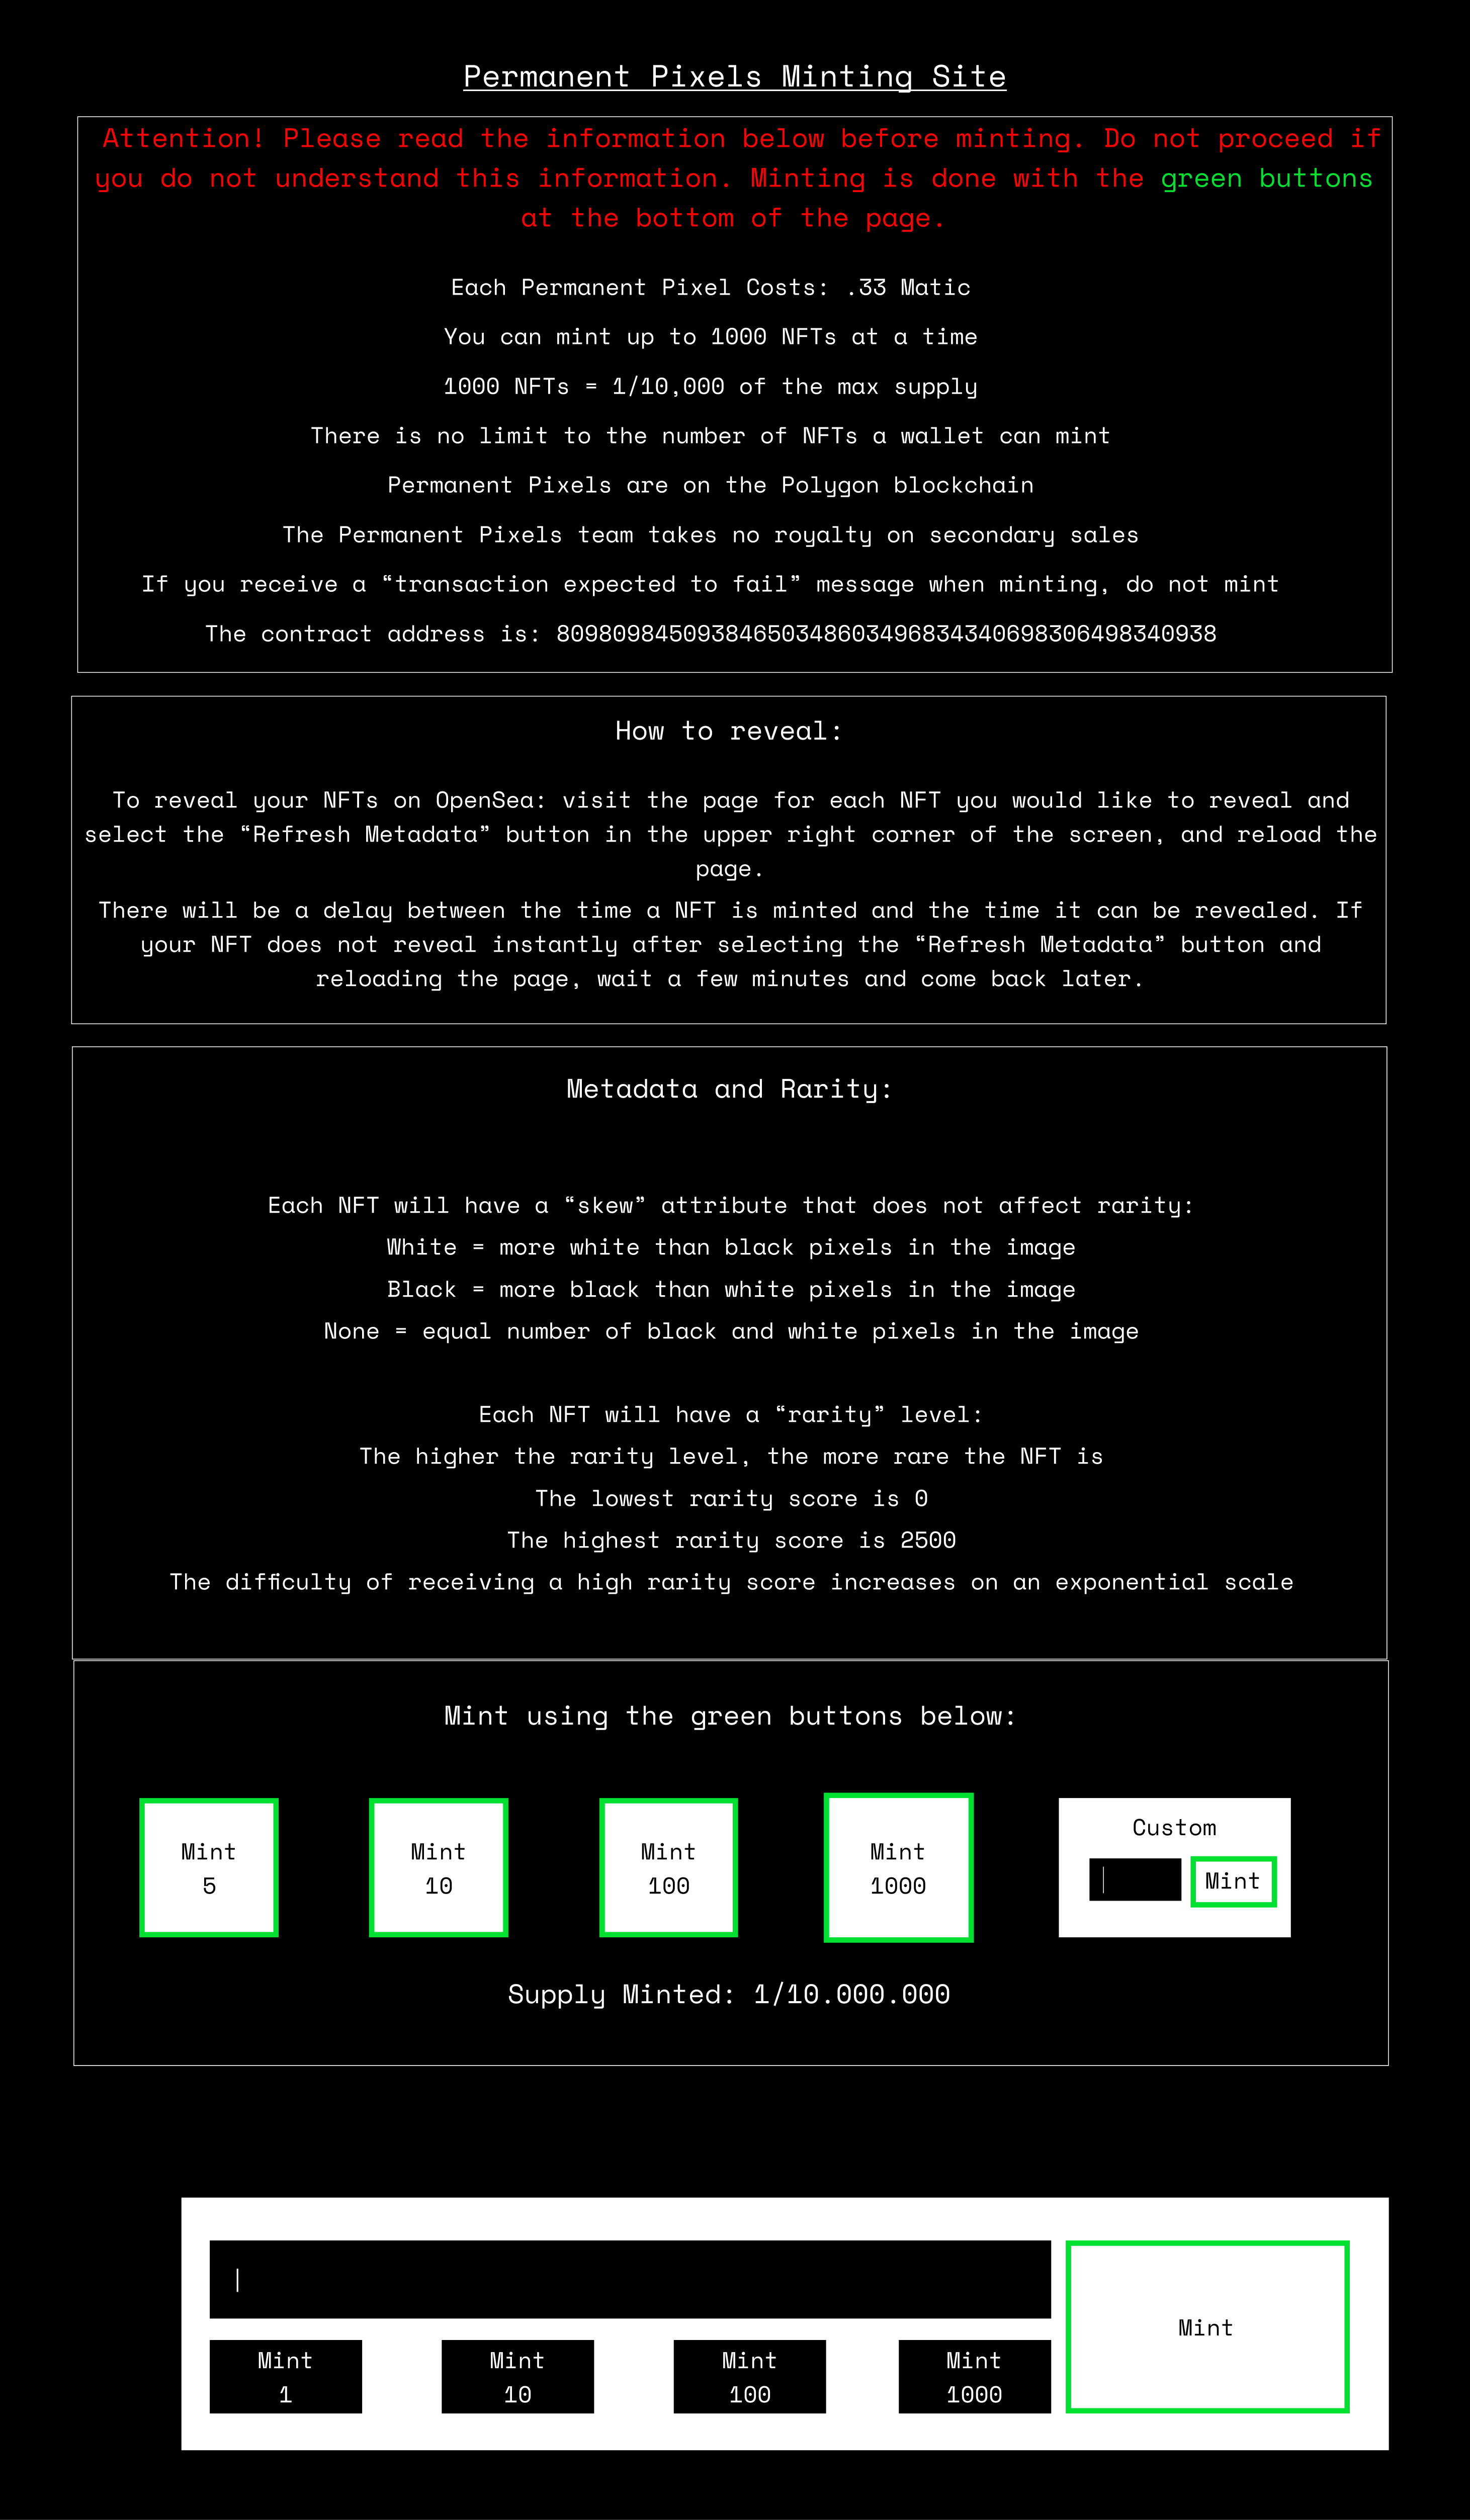 Permanent Pixels Minting Site
Attention! Please read the information below before minting. Do not proceed if
you do not understand this information. Minting is done with the green buttons
at the bottom of the page.
Each Permanent Pixel Costs: .33 Matic
You can mint up to 1000 NFTs at a time
1000 NFTs = 1/10,000 of the max supply
There is no limit to the number of NFTs a wallet can mint
Permanent Pixels are on the Polygon blockchain
The Permanent Pixels team takes no royalty on secondary sales
If you receive a “transaction expected to fail” message when minting, do not mint
The contract address is: 80980984509384650348603496834340698306498340938
How to reveal:
To reveal your NFTs on OpenSea: visit the page for each NFT you would like to reveal and
select the “Refresh Metadata” button in the upper right corner of the screen, and reload the
page.
There will be a delay between the time a NFT is minted and the time it can be revealed. If
your NFT does not reveal instantly after selecting the “Refresh Metadata” button and
reloading the page, wait a few minutes and come back later.
Metadata and Rarity:
Each NFT will have a “skew” attribute that does not affect rarity:
White = more white than black pixels in the image
Black = more black than white pixels in the image
None = equal number of black and white pixels in the image
Each NFT will have a “rarity” level:
The higher the rarity level, the more rare the NFT is
The lowest rarity score is 0
The highest rarity score is 2500
The difficulty of receiving a high rarity score increases on an exponential scale
Mint using the green buttons below:
Mint
5
Mint
10
Mint
100
Mint
1000
Custom
Mint
Supply Minted: 1/10.000.000
Mint
1
Mint
10
Mint
100
Mint
1000
Mint